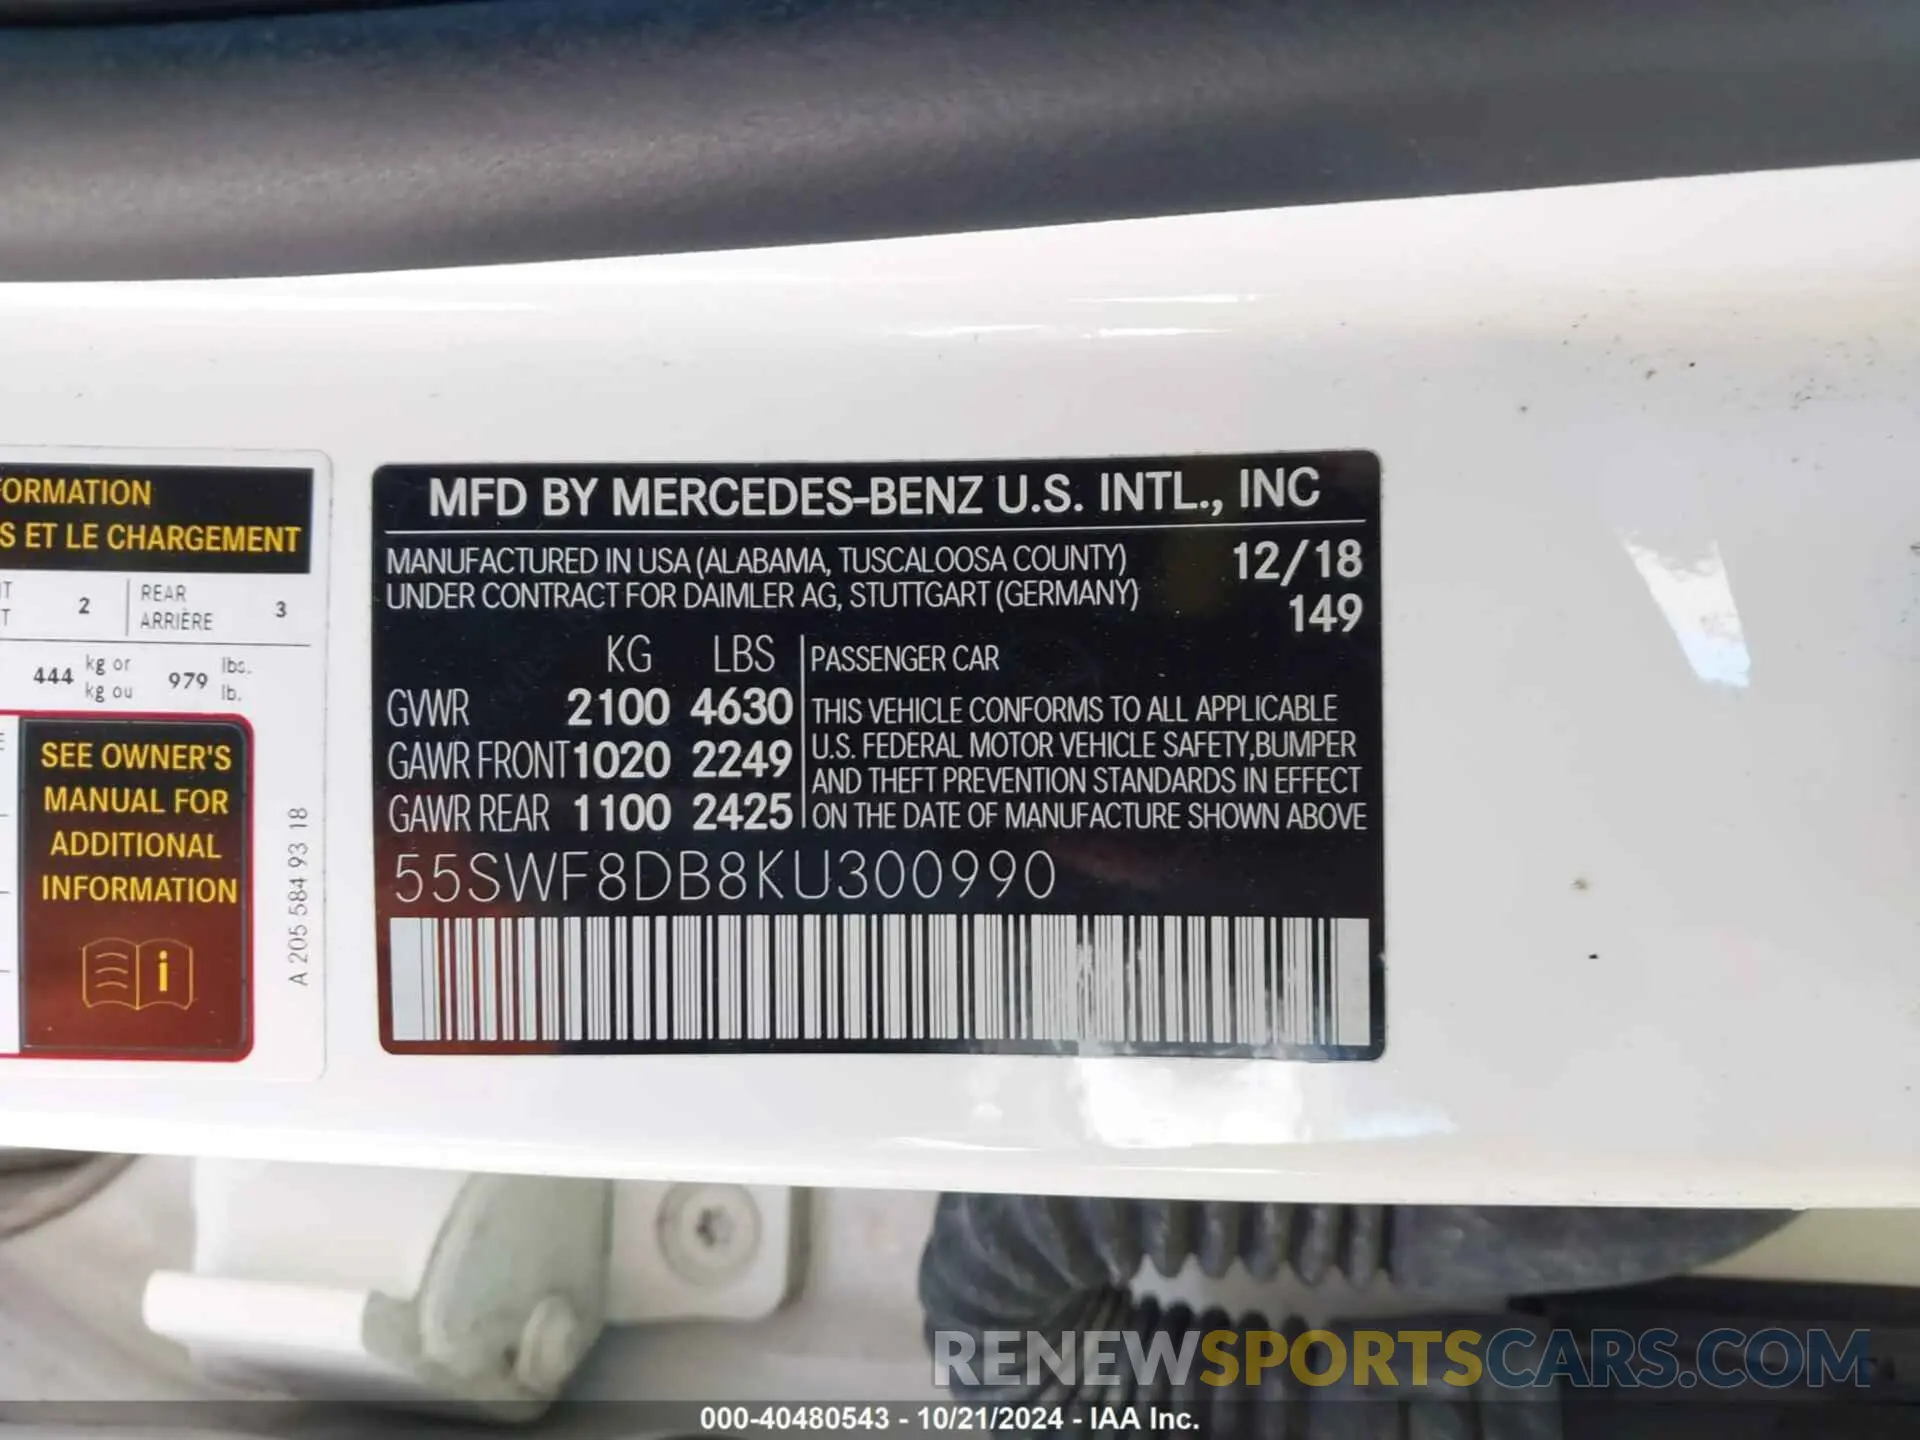 FORMATION
S ET LE CHARGEMENT
2
REAR
ARRIÈRE
3
444
kg or
kg ou
979
lbs.
lb.
SEE OWNER'S
MANUAL FOR
ADDITIONAL
INFORMATION
i
A 205 584 93 18
MFD BY MERCEDES-BENZ U.S. INTL., INC
MANUFACTURED IN USA (ALABAMA, TUSCALOOSA COUNTY)
UNDER CONTRACT FOR DAIMLER AG, STUTTGART (GERMANY)
12/18
149
KG LBS
GVWR 2100 4630
GAWR FRONT 1020 2249
GAWR REAR 1100 2425
PASSENGER CAR
THIS VEHICLE CONFORMS TO ALL APPLICABLE
U.S. FEDERAL MOTOR VEHICLE SAFETY,BUMPER
AND THEFT PREVENTION STANDARDS IN EFFECT
ON THE DATE OF MANUFACTURE SHOWN ABOVE
55SWF8DB8KU300990
RENEWSPORTSCARS.COM
000-40480543 - 10/21/2024 - IAA Inc.